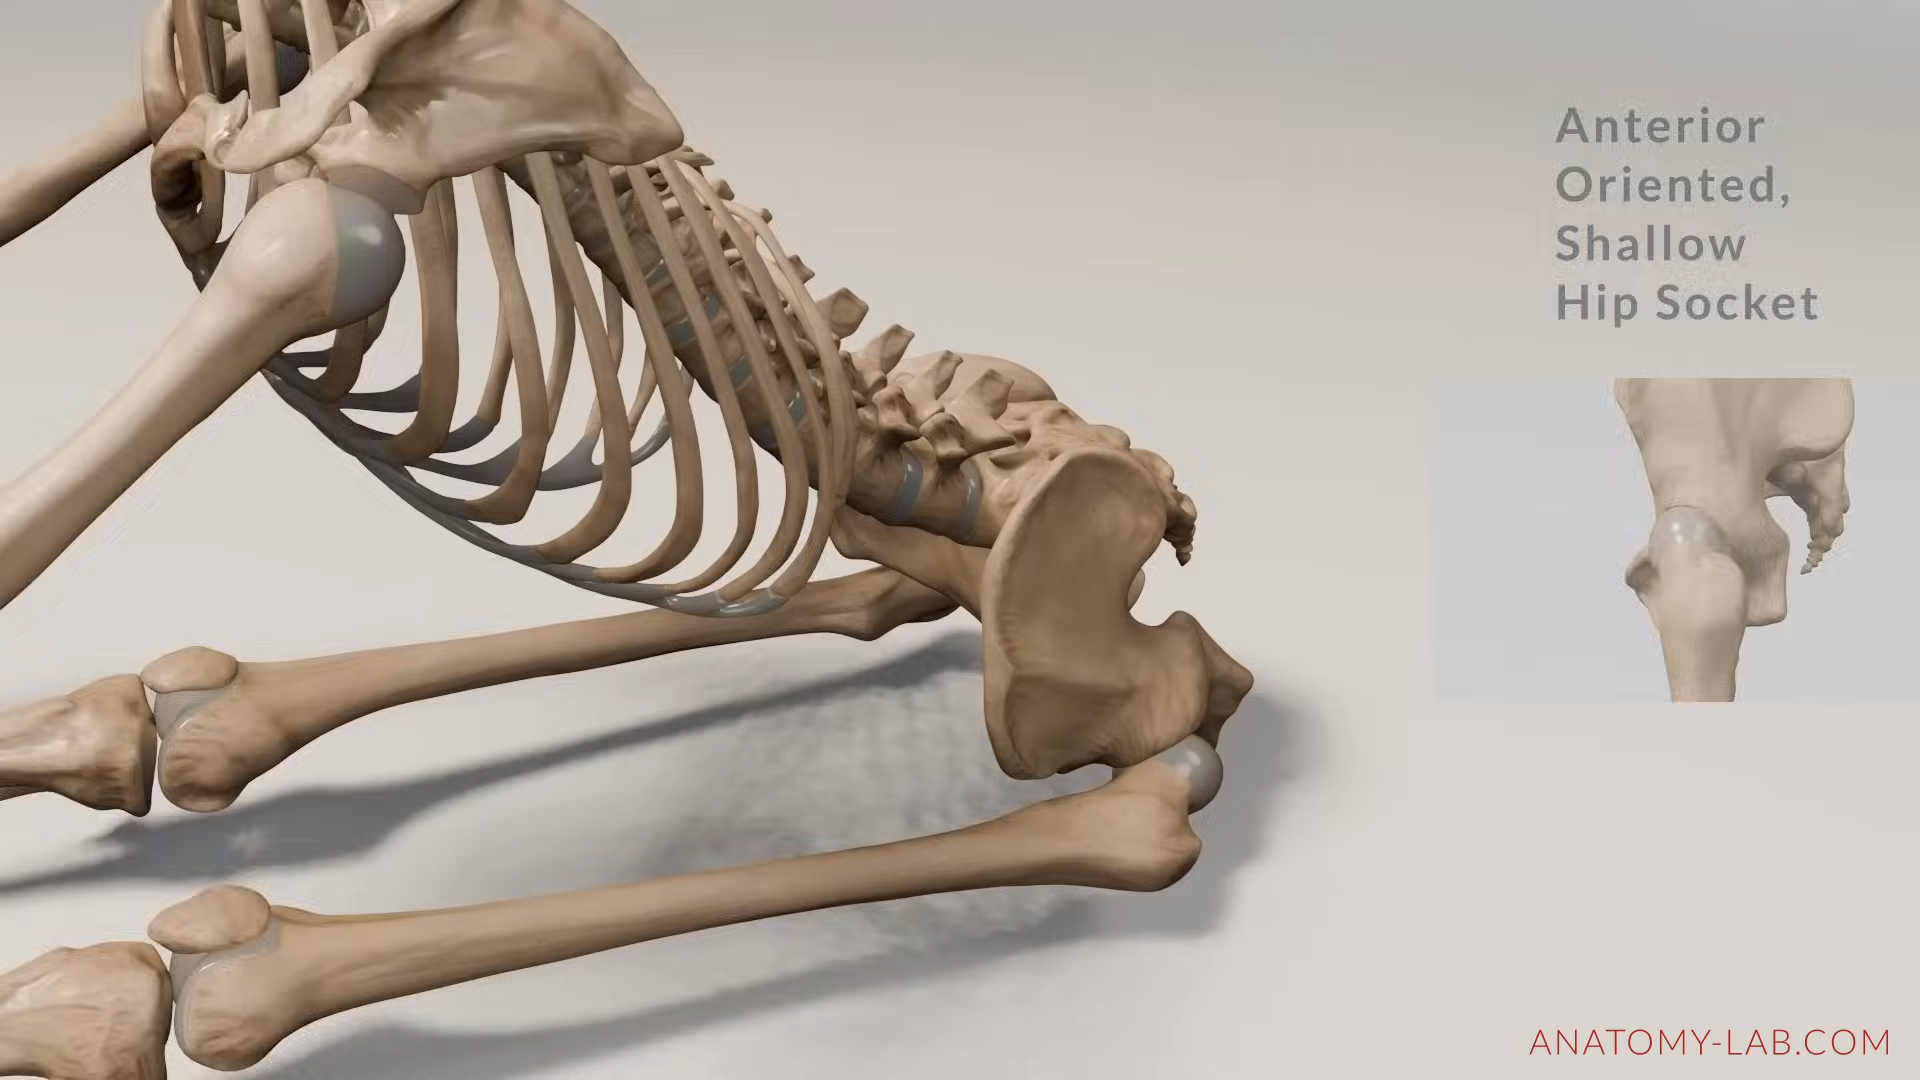 Anterior
Oriented,
Shallow
Hip Socket
ANATOMY-LAB.COM